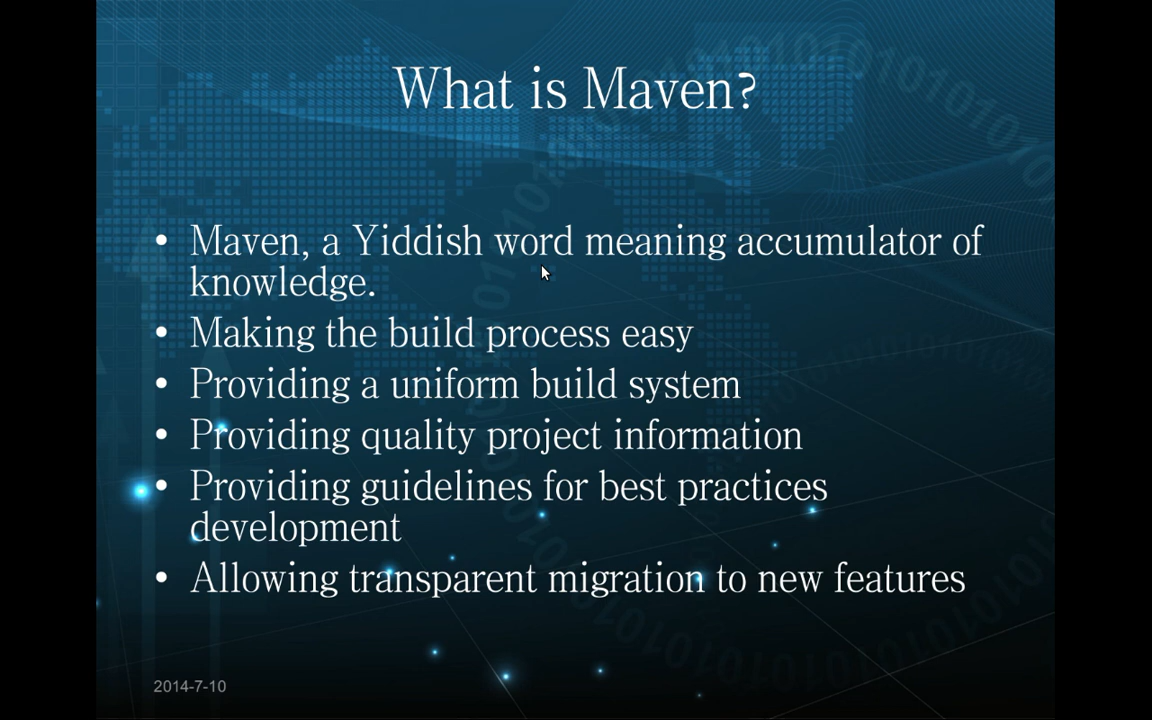 What is Maven?
• Maven, a Yiddish word meaning accumulator of
knowledge.
• Making the build process easy
• Providing a uniform build system
• Providing quality project information
• Providing guidelines for best practices
development
• Allowing transparent migration to new features
2014-7-10